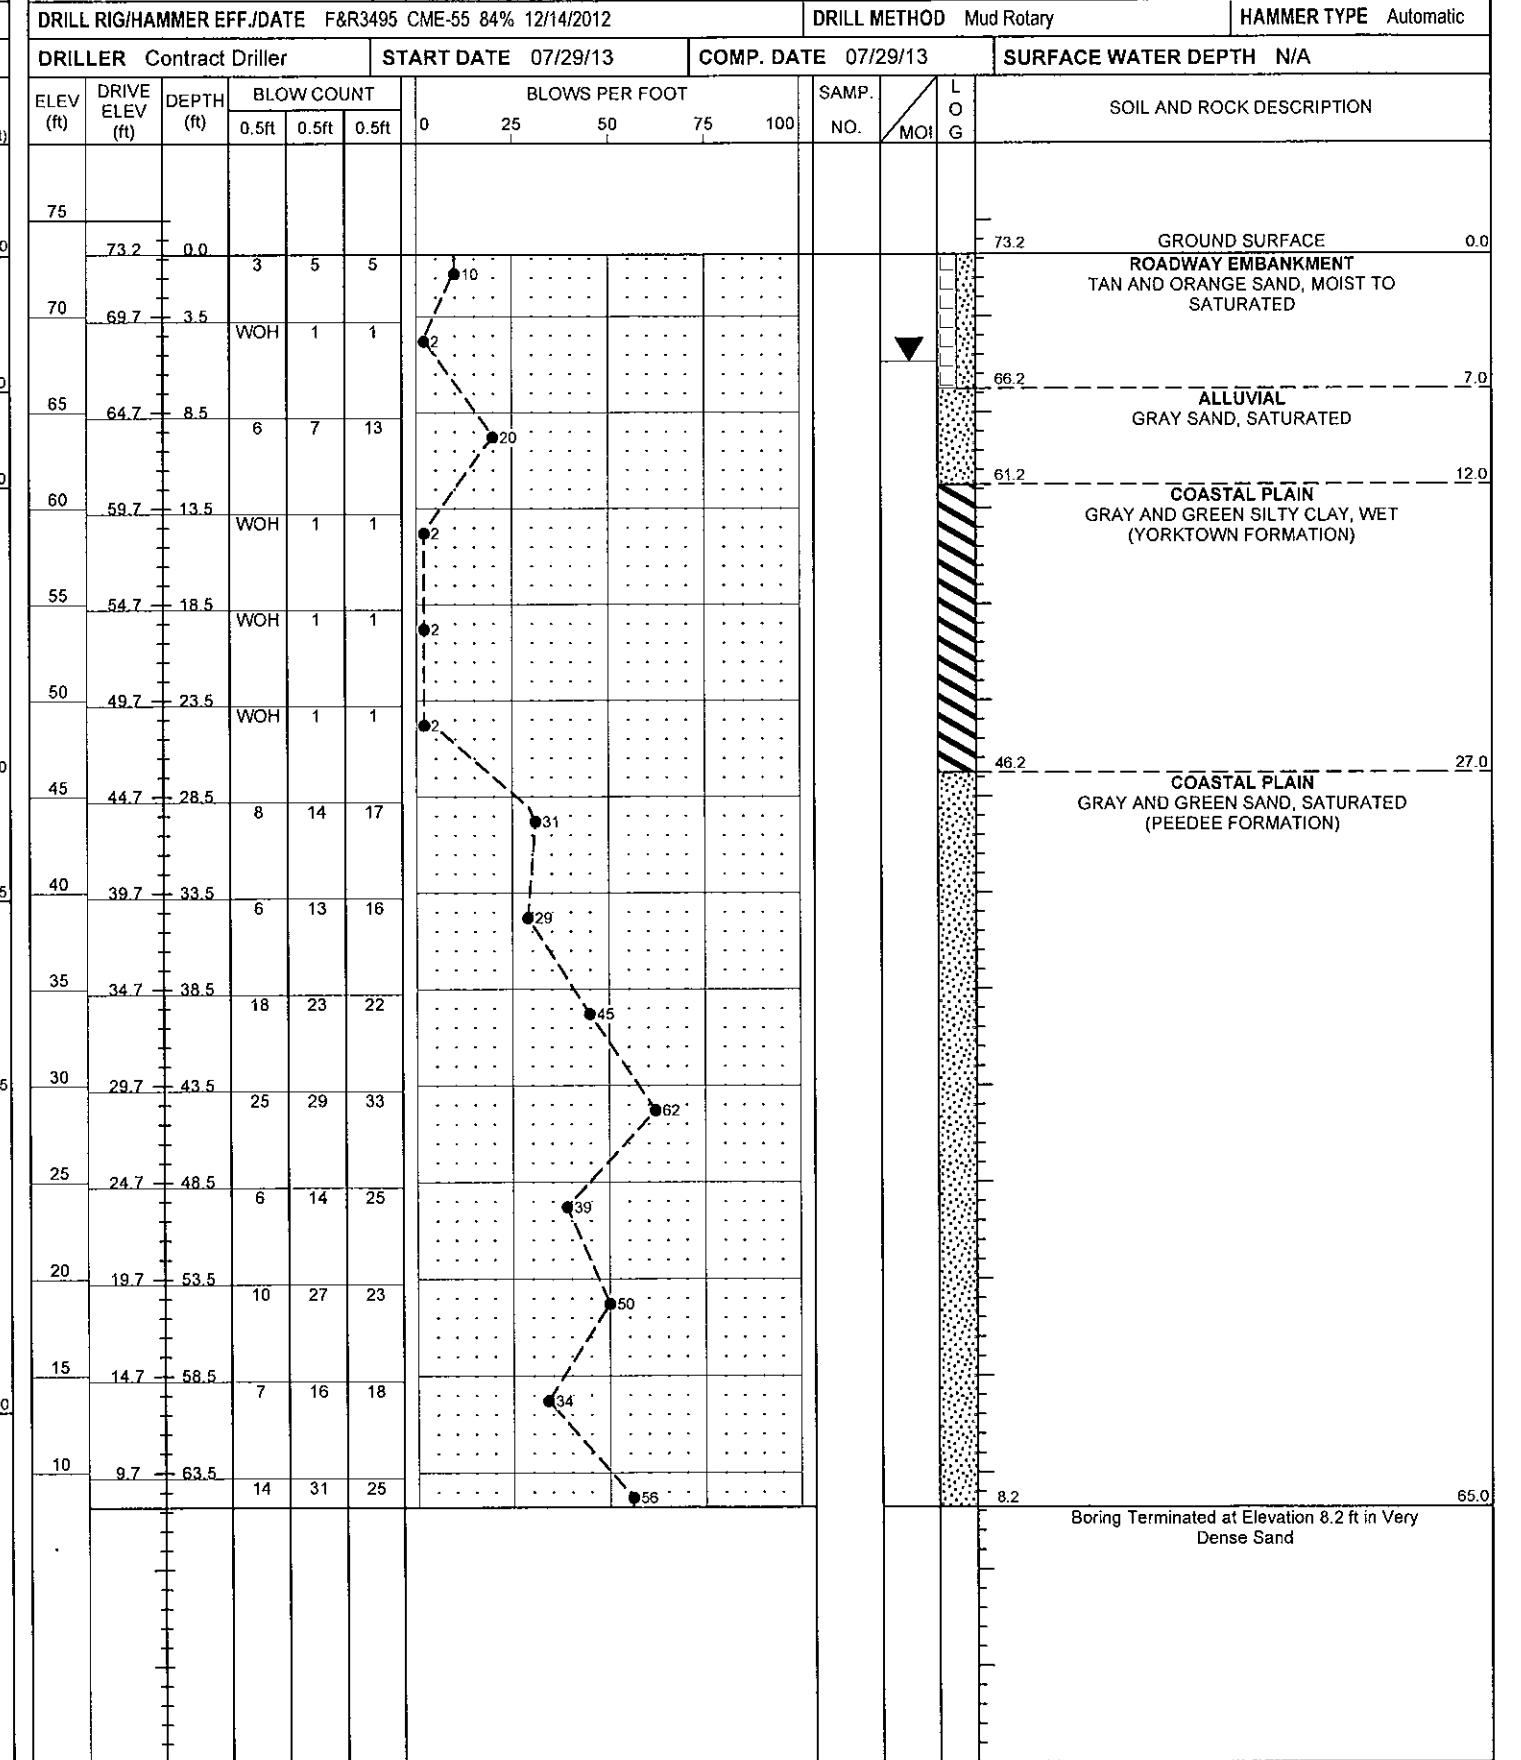 DRILL RIG/HAMMER EFF./DATE F&R3495 CME-55 84% 12/14/2012 DRILL METHOD Mud Rotary HAMMER TYPE Automatic
DRILLER Contract Driller START DATE 07/29/13 COMP. DATE 07/29/13 SURFACE WATER DEPTH N/A
ELEV (ft) DRIVE ELEV (ft) DEPTH (ft) BLOW COUNT BLOWS PER FOOT SAMP. NO. MOI LOG SOIL AND ROCK DESCRIPTION
0.5ft 0.5ft 0.5ft 0 25 50 75 100
75
73.2 0.0 73.2 GROUND SURFACE 0.0
3 5 5 10 ROADWAY EMBANKMENT
TAN AND ORANGE SAND, MOIST TO
SATURATED
70
69.7 3.5
WOH 1 1 2
66.2 7.0
65 ALLUVIAL
64.7 8.5 GRAY SAND, SATURATED
6 7 13 20
61.2 12.0
60 COASTAL PLAIN
59.7 13.5 GRAY AND GREEN SILTY CLAY, WET
WOH 1 1 2 (YORKTOWN FORMATION)
55
54.7 18.5
WOH 1 1 2
50
49.7 23.5
WOH 1 1 2
46.2 27.0
45 COASTAL PLAIN
44.7 28.5 GRAY AND GREEN SAND, SATURATED
8 14 17 31 (PEEDEE FORMATION)
40
39.7 33.5
6 13 16 29
35
34.7 38.5
18 23 22 45
30
29.7 43.5
25 29 33 62
25
24.7 48.5
6 14 25 39
20
19.7 53.5
10 27 23 50
15
14.7 58.5
7 16 18 34
10
9.7 63.5
14 31 25 56
8.2 65.0
Boring Terminated at Elevation 8.2 ft in Very
Dense Sand